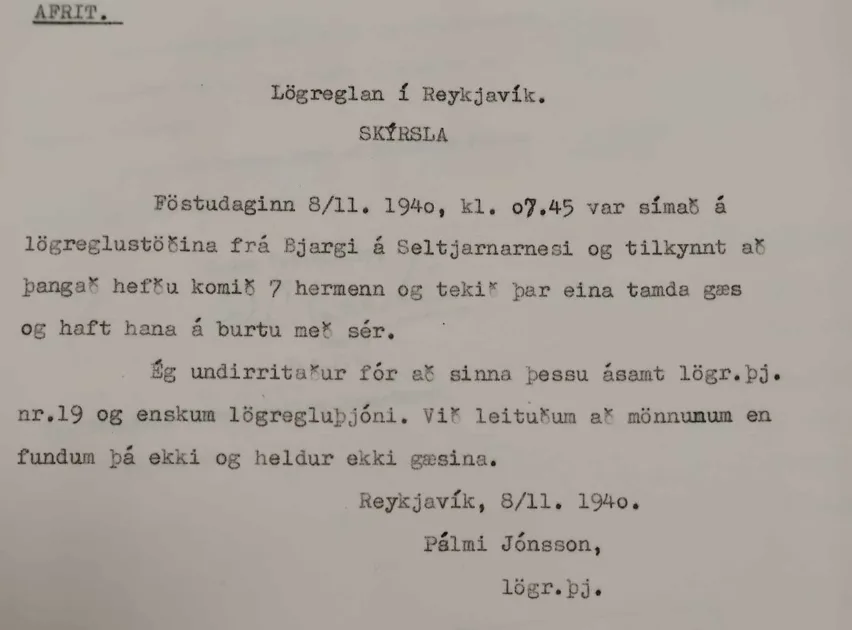 AFRIT.
Lögreglan í Reykjavík.
SKÝRSLA
Föstudaginn 8/11. 194o, kl. o7.45 var símað á
lögreglustöðina frá Bjargi á Seltjarnarnesi og tilkynnt að
þangað hefðu komið 7 hermenn og tekið þar eina tamda gæs
og haft hana á burtu með sér.
Ég undirritaður fór að sinna þessu ásamt lögr.þj.
nr.19 og enskum lögregluþjóni. Við leituðum að mönnunum en
fundum þá ekki og heldur ekki gæsina.
Reykjavík, 8/11. 194o.
Pálmi Jónsson,
lögr.þj.